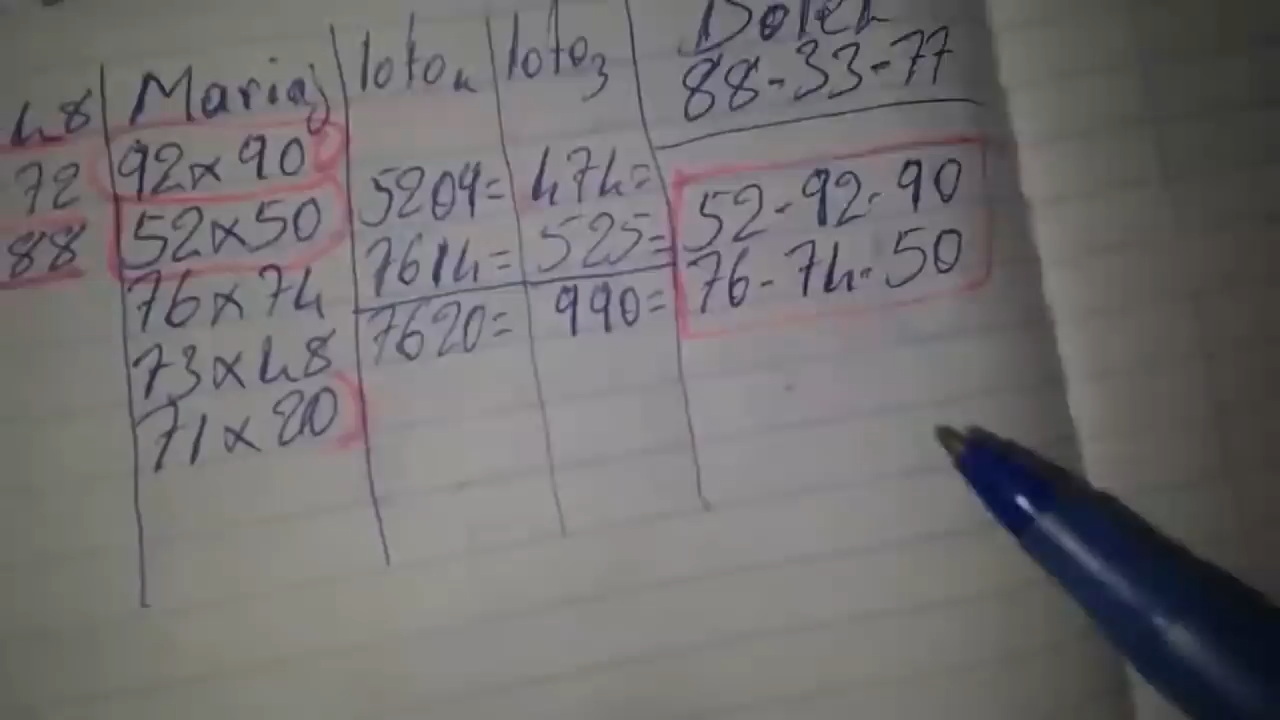 48
72
88
Mariaj
92x90
52x50
76x74
73x48
71x20
loto4
5204=
7614=
7620=
loto3
474=
525=
990=
88-33-77
52-92-90
76-74-50